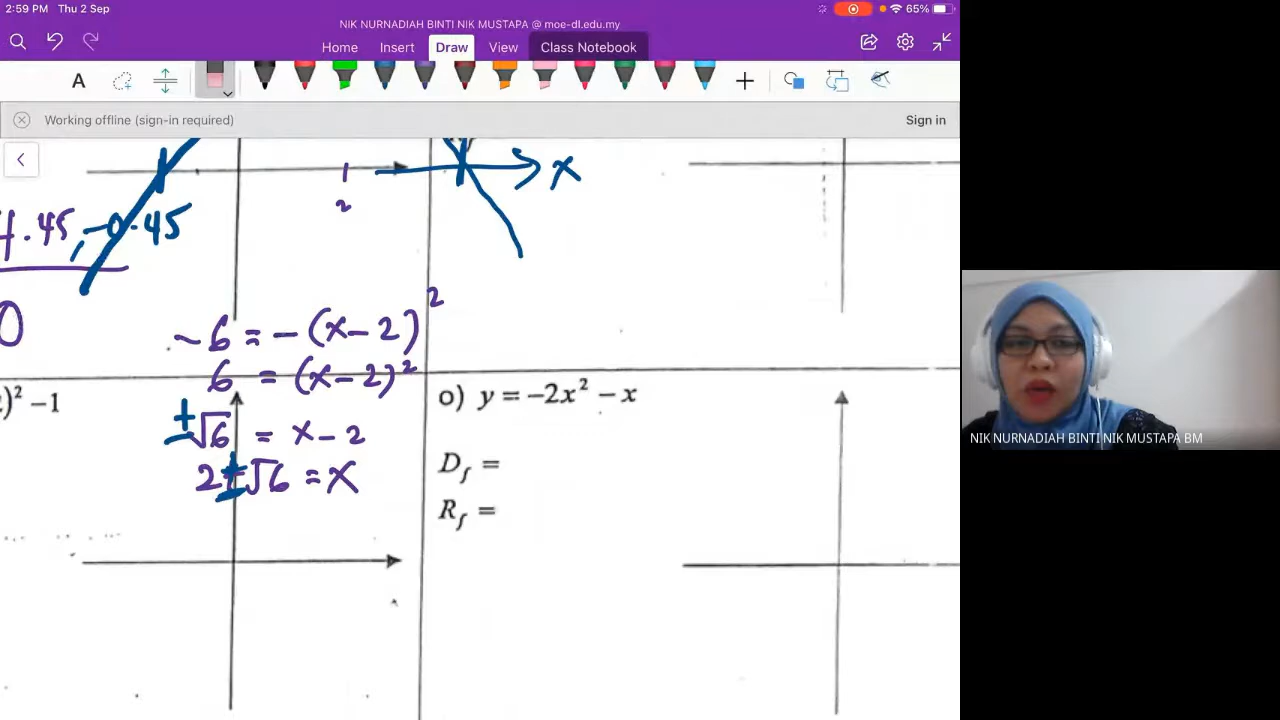 2:59 PM Thu 2 Sep
65%
NIK NURNADIAH BINTI NIK MUSTAPA @ moe-dl.edu.my
Home Insert Draw View Class Notebook
A
Working offline (sign-in required)
Sign in
x
2
4.45, -0.45
0
-6 = -(x-2)²
6 = (x-2)²
±√6 = x-2
2±√6 = x
)² -1
o) y = -2x² - x
D_f =
R_f =
NIK NURNADIAH BINTI NIK MUSTAPA BM